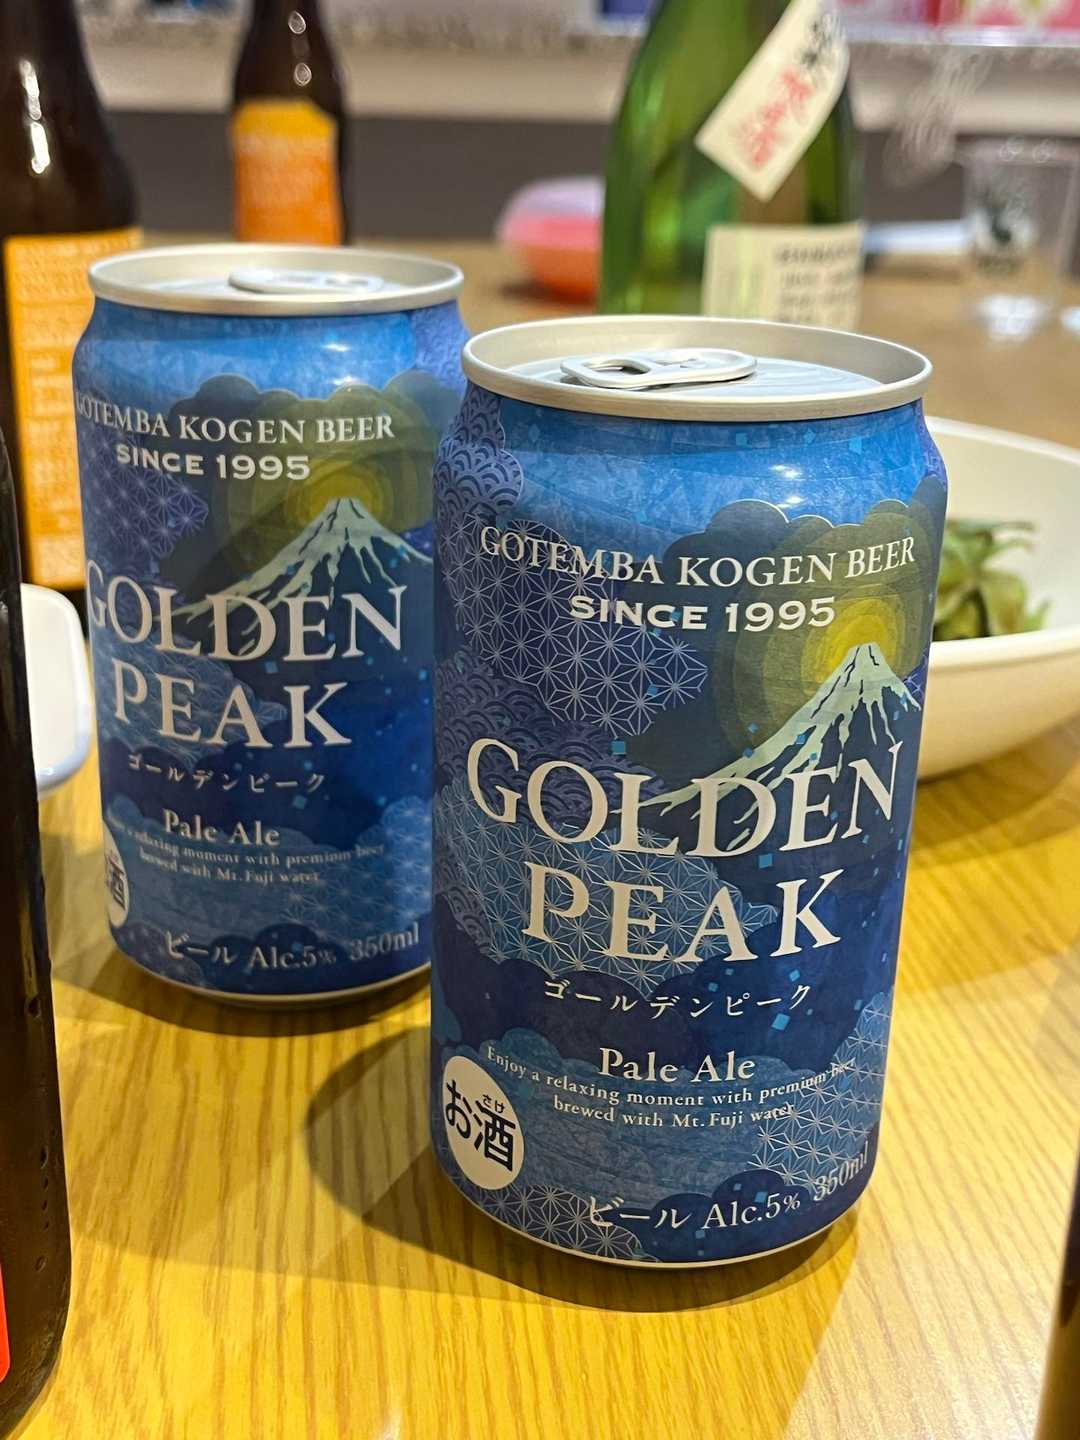 GOTEMBA KOGEN BEER
SINCE 1995
GOLDEN
PEAK
ゴールデンピーク
Pale Ale
Enjoy a relaxing moment with premium beer
brewed with Mt. Fuji water
さけ
お酒
ビール Alc.5% 350ml
GOTEMBA KOGEN BEER
SINCE 1995
GOLDEN
PEAK
ゴールデンピーク
Pale Ale
a relaxing moment with premium beer
brewed with Mt. Fuji water
酒
ビール Alc.5% 350ml